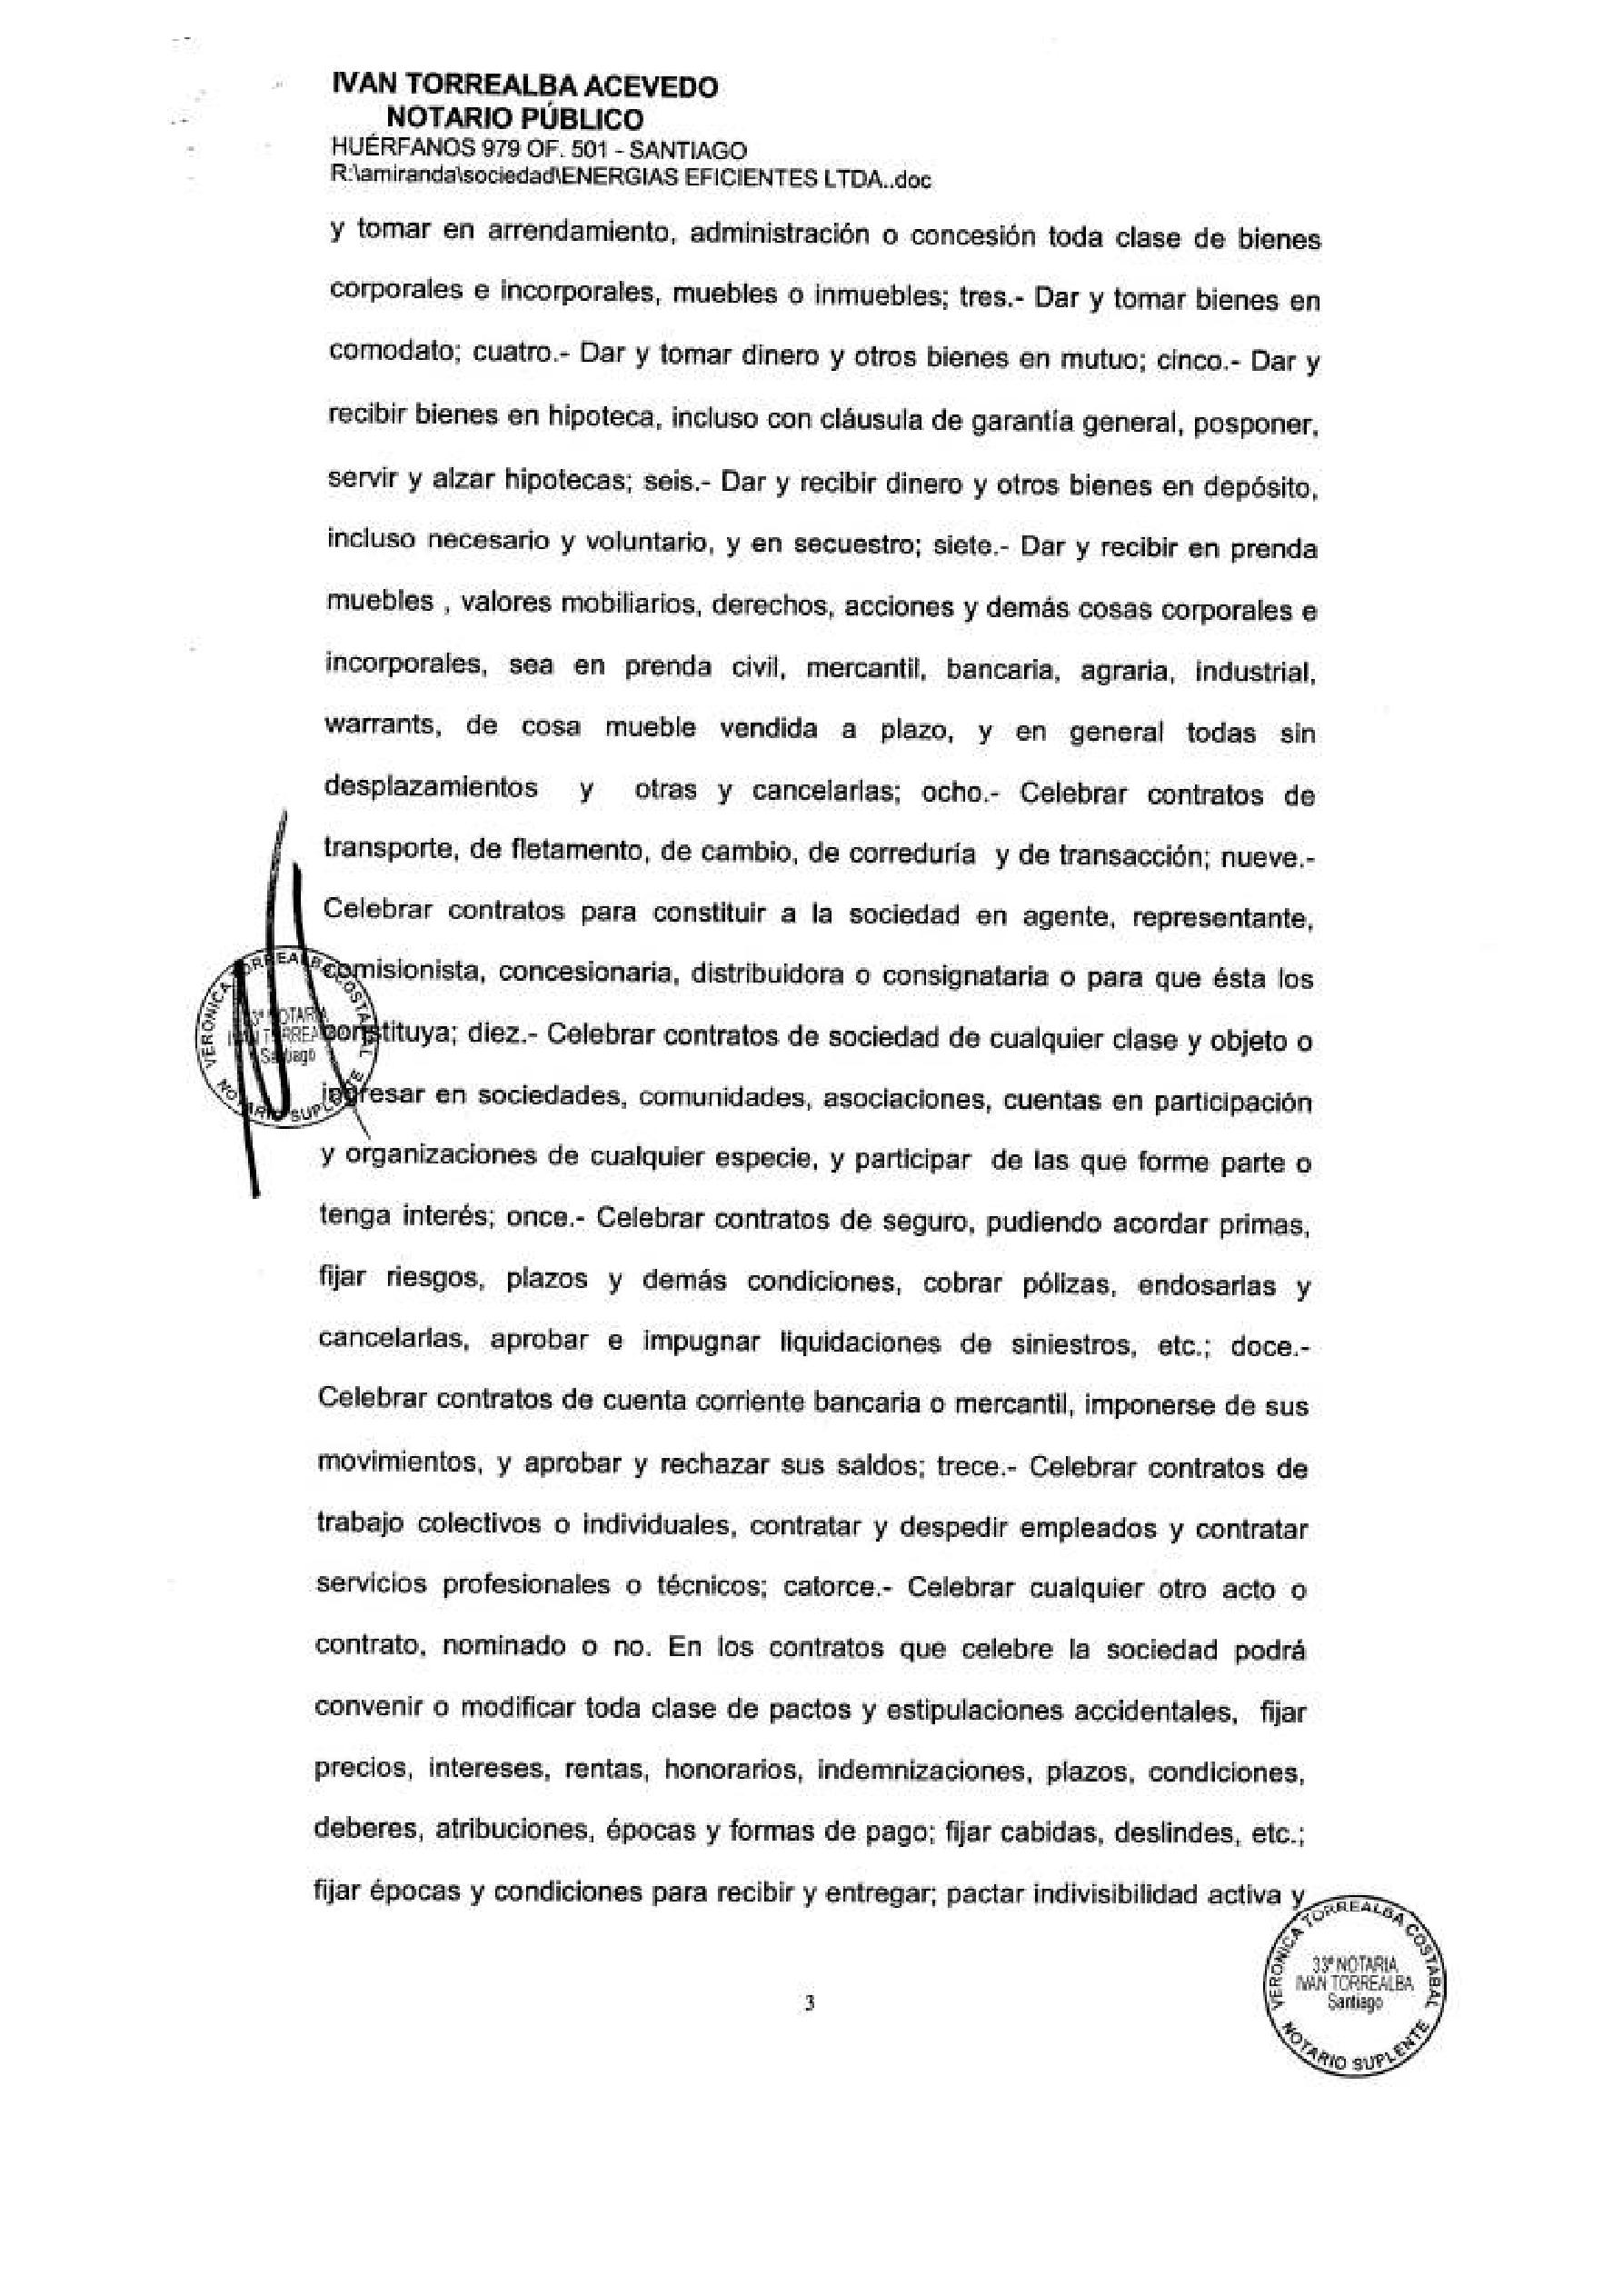 IVAN TORREALBA ACEVEDO
NOTARIO PÚBLICO
HUÉRFANOS 979 OF. 501 - SANTIAGO
R:\amiranda\sociedad\ENERGIAS EFICIENTES LTDA..doc
y tomar en arrendamiento, administración o concesión toda clase de bienes
corporales e incorporales, muebles o inmuebles; tres.- Dar y tomar bienes en
comodato; cuatro.- Dar y tomar dinero y otros bienes en mutuo; cinco.- Dar y
recibir bienes en hipoteca, incluso con cláusula de garantía general, posponer,
servir y alzar hipotecas; seis.- Dar y recibir dinero y otros bienes en depósito,
incluso necesario y voluntario, y en secuestro; siete.- Dar y recibir en prenda
muebles , valores mobiliarios, derechos, acciones y demás cosas corporales e
incorporales, sea en prenda civil, mercantil, bancaria, agraria, industrial,
warrants, de cosa mueble vendida a plazo, y en general todas sin
desplazamientos y otras y cancelarlas; ocho.- Celebrar contratos de
transporte, de fletamento, de cambio, de correduría y de transacción; nueve.-
Celebrar contratos para constituir a la sociedad en agente, representante,
comisionista, concesionaria, distribuidora o consignataria o para que ésta los
constituya; diez.- Celebrar contratos de sociedad de cualquier clase y objeto o
ingresar en sociedades, comunidades, asociaciones, cuentas en participación
y organizaciones de cualquier especie, y participar de las que forme parte o
tenga interés; once.- Celebrar contratos de seguro, pudiendo acordar primas,
fijar riesgos, plazos y demás condiciones, cobrar pólizas, endosarlas y
cancelarlas, aprobar e impugnar liquidaciones de siniestros, etc.; doce.-
Celebrar contratos de cuenta corriente bancaria o mercantil, imponerse de sus
movimientos, y aprobar y rechazar sus saldos; trece.- Celebrar contratos de
trabajo colectivos o individuales, contratar y despedir empleados y contratar
servicios profesionales o técnicos; catorce.- Celebrar cualquier otro acto o
contrato, nominado o no. En los contratos que celebre la sociedad podrá
convenir o modificar toda clase de pactos y estipulaciones accidentales, fijar
precios, intereses, rentas, honorarios, indemnizaciones, plazos, condiciones,
deberes, atribuciones, épocas y formas de pago; fijar cabidas, deslindes, etc.;
fijar épocas y condiciones para recibir y entregar; pactar indivisibilidad activa y
3
VERONICA TORREALBA COSTABAL
33º NOTARIA
IVAN TORREALBA
Santiago
NOTARIO SUPLENTE